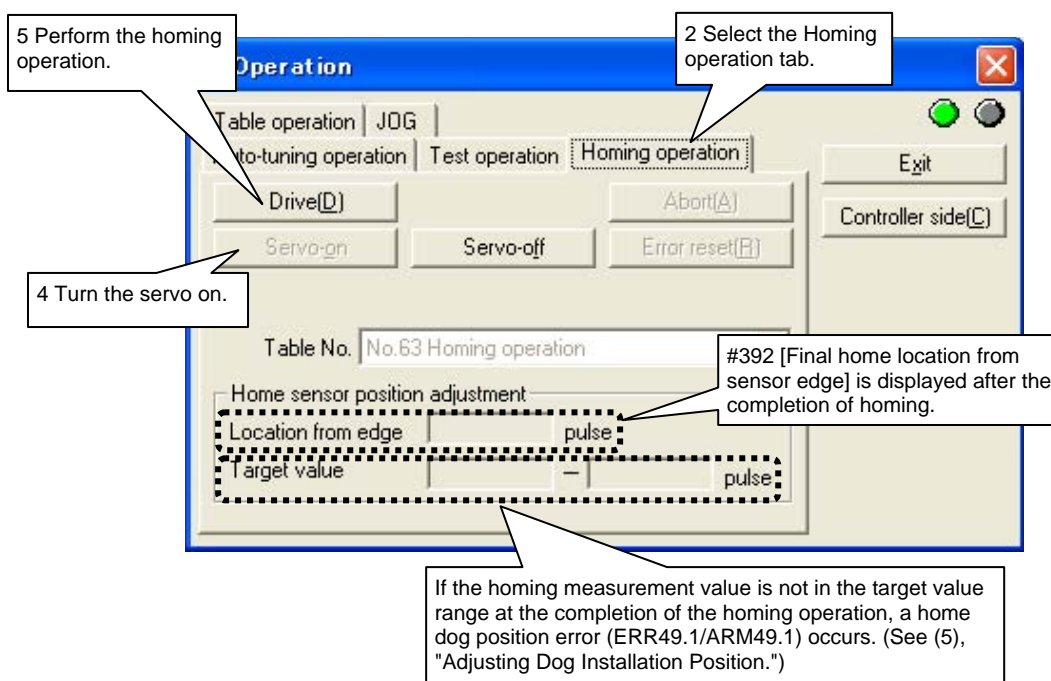 5 Perform the homing
operation.
2 Select the Homing
operation tab.
Operation
Table operation
JOG
Auto-tuning operation
Test operation
Homing operation
Exit
Drive(D)
Abort(A)
Controller side(C)
Servo-on
Servo-off
Error reset(R)
4 Turn the servo on.
Table No.
No.63 Homing operation
#392 [Final home location from
sensor edge] is displayed after the
completion of homing.
Home sensor position adjustment
Location from edge
pulse
Target value
–
pulse
If the homing measurement value is not in the target value
range at the completion of the homing operation, a home
dog position error (ERR49.1/ARM49.1) occurs. (See (5),
"Adjusting Dog Installation Position.")